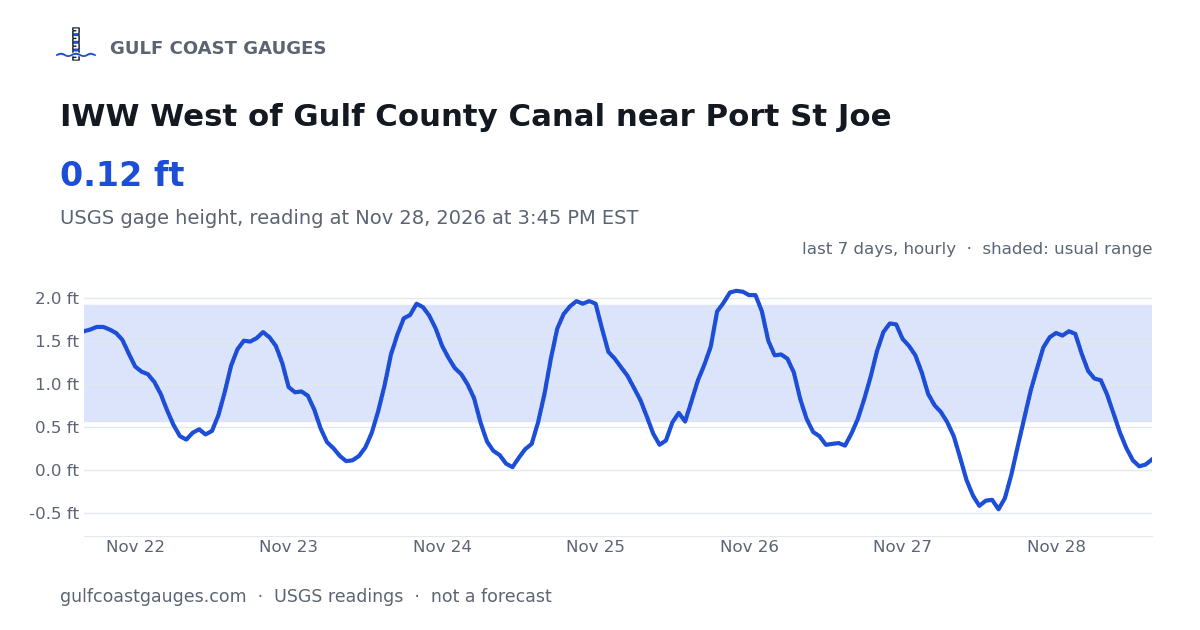 GULF COAST GAUGES
IWW West of Gulf County Canal near Port St Joe
0.12 ft
USGS gage height, reading at Nov 28, 2026 at 3:45 PM EST
last 7 days, hourly · shaded: usual range
2.0 ft
1.5 ft
1.0 ft
0.5 ft
0.0 ft
-0.5 ft
Nov 22 Nov 23 Nov 24 Nov 25 Nov 26 Nov 27 Nov 28
gulfcoastgauges.com · USGS readings · not a forecast